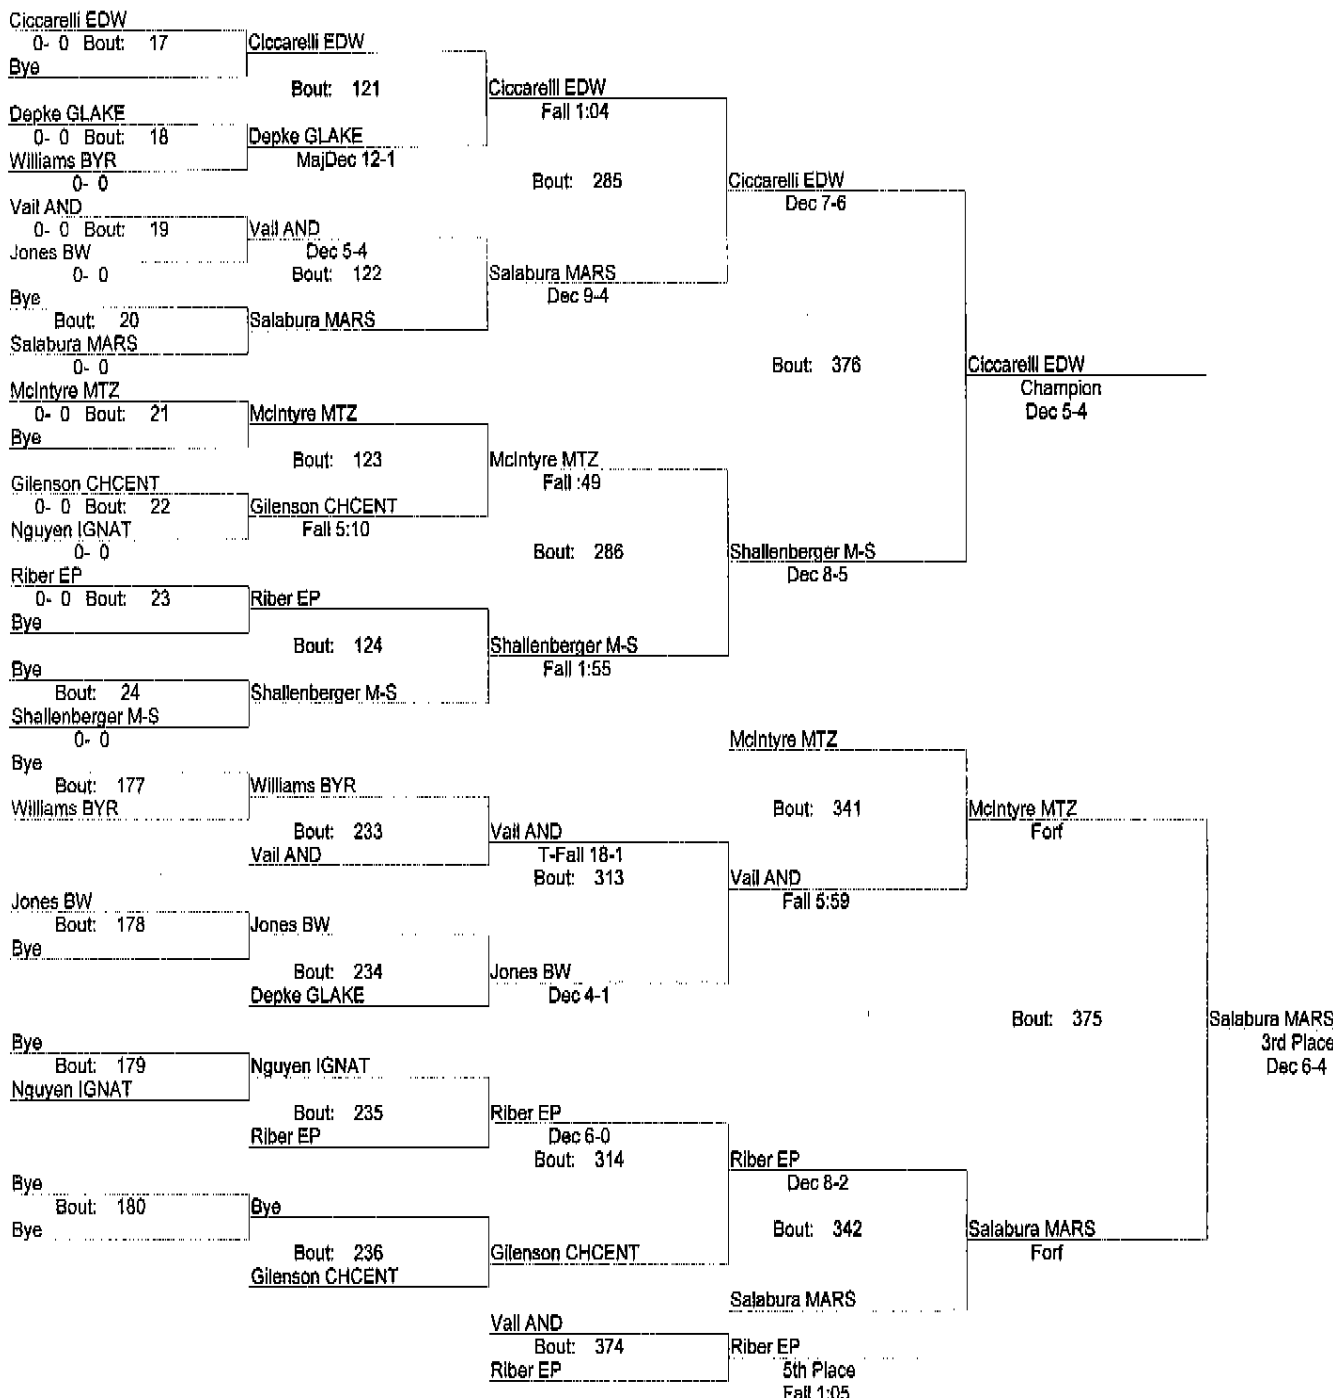 Ciccarelli EDW
0- 0 Bout: 17
Bye
Ciccarelli EDW
Bout: 121
Depke GLAKE
0- 0 Bout: 18
Williams BYR
0- 0
Depke GLAKE
MajDec 12-1
Ciccarelli EDW
Fall 1:04
Bout: 285
Vail AND
0- 0 Bout: 19
Jones BW
0- 0
Vail AND
Dec 5-4
Bout: 122
Bye
Bout: 20
Salabura MARS
0- 0
Salabura MARS
Salabura MARS
Dec 9-4
Ciccarelli EDW
Dec 7-6
Bout: 376
Ciccarelli EDW
Champion
Dec 5-4
McIntyre MTZ
0- 0 Bout: 21
Bye
McIntyre MTZ
Bout: 123
Gilenson CHCENT
0- 0 Bout: 22
Nguyen IGNAT
0- 0
Gilenson CHCENT
Fall 5:10
McIntyre MTZ
Fall :49
Bout: 286
Shallenberger M-S
Dec 8-5
Riber EP
0- 0 Bout: 23
Bye
Riber EP
Bout: 124
Bye
Bout: 24
Shallenberger M-S
0- 0
Shallenberger M-S
Shallenberger M-S
Fall 1:55
Bye
Bout: 177
Williams BYR
Williams BYR
Bout: 233
Vail AND
Vail AND
T-Fall 18-1
Bout: 313
McIntyre MTZ
Bout: 341
McIntyre MTZ
Forf
Vail AND
Fall 5:59
Jones BW
Bout: 178
Bye
Jones BW
Bout: 234
Depke GLAKE
Jones BW
Dec 4-1
Bout: 375
Salabura MARS
3rd Place
Dec 6-4
Bye
Bout: 179
Nguyen IGNAT
Nguyen IGNAT
Bout: 235
Riber EP
Riber EP
Dec 6-0
Bout: 314
Riber EP
Dec 8-2
Bout: 342
Salabura MARS
Forf
Bye
Bout: 180
Bye
Bye
Bout: 236
Gilenson CHCENT
Gilenson CHCENT
Salabura MARS
Vail AND
Bout: 374
Riber EP
Riber EP
5th Place
Fall 1:05